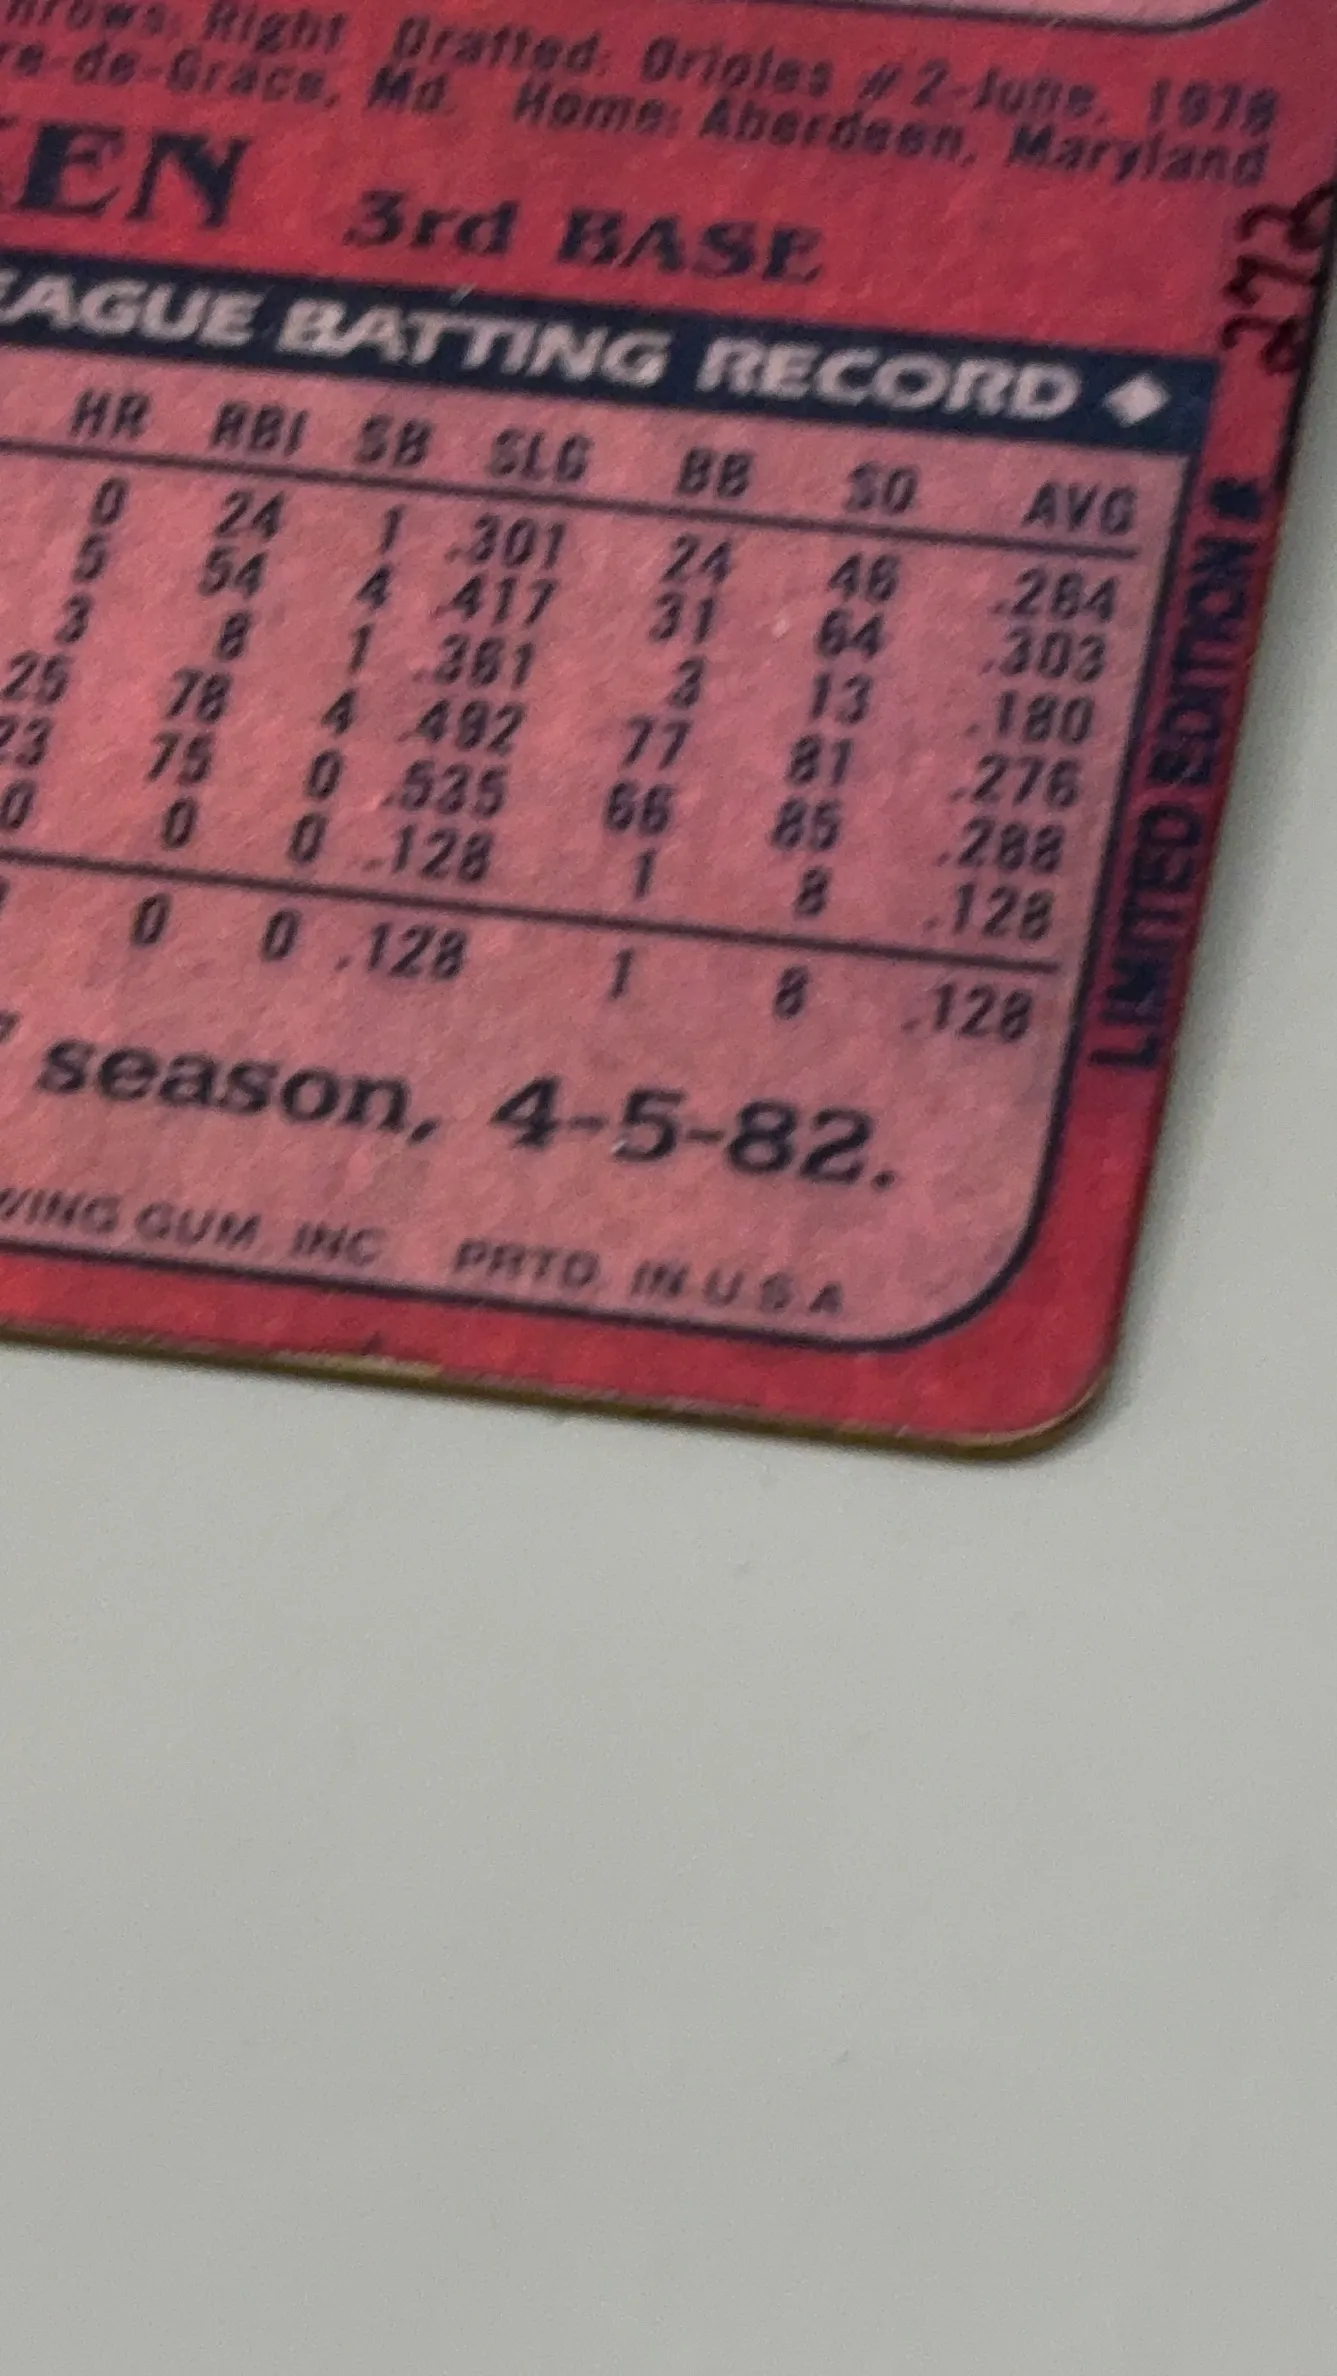 Throws: Right Drafted: Orioles #2-June, 1978
re-de-Grace, Md. Home: Aberdeen, Maryland
KEN 3rd BASE
EAGUE BATTING RECORD ◆
HR RBI SB SLG BB SO AVG
0 24 1 .301 24 46 .264
5 54 4 .417 31 64 .303
3 8 1 .361 3 13 .180
25 78 4 .492 77 81 .276
23 75 0 .535 66 85 .288
0 0 0 .128 1 8 .128
0 0 .128 1 8 .128
season, 4-5-82.
WING GUM, INC. PRTD. IN U.S.A.
LIMITED EDITION # 273